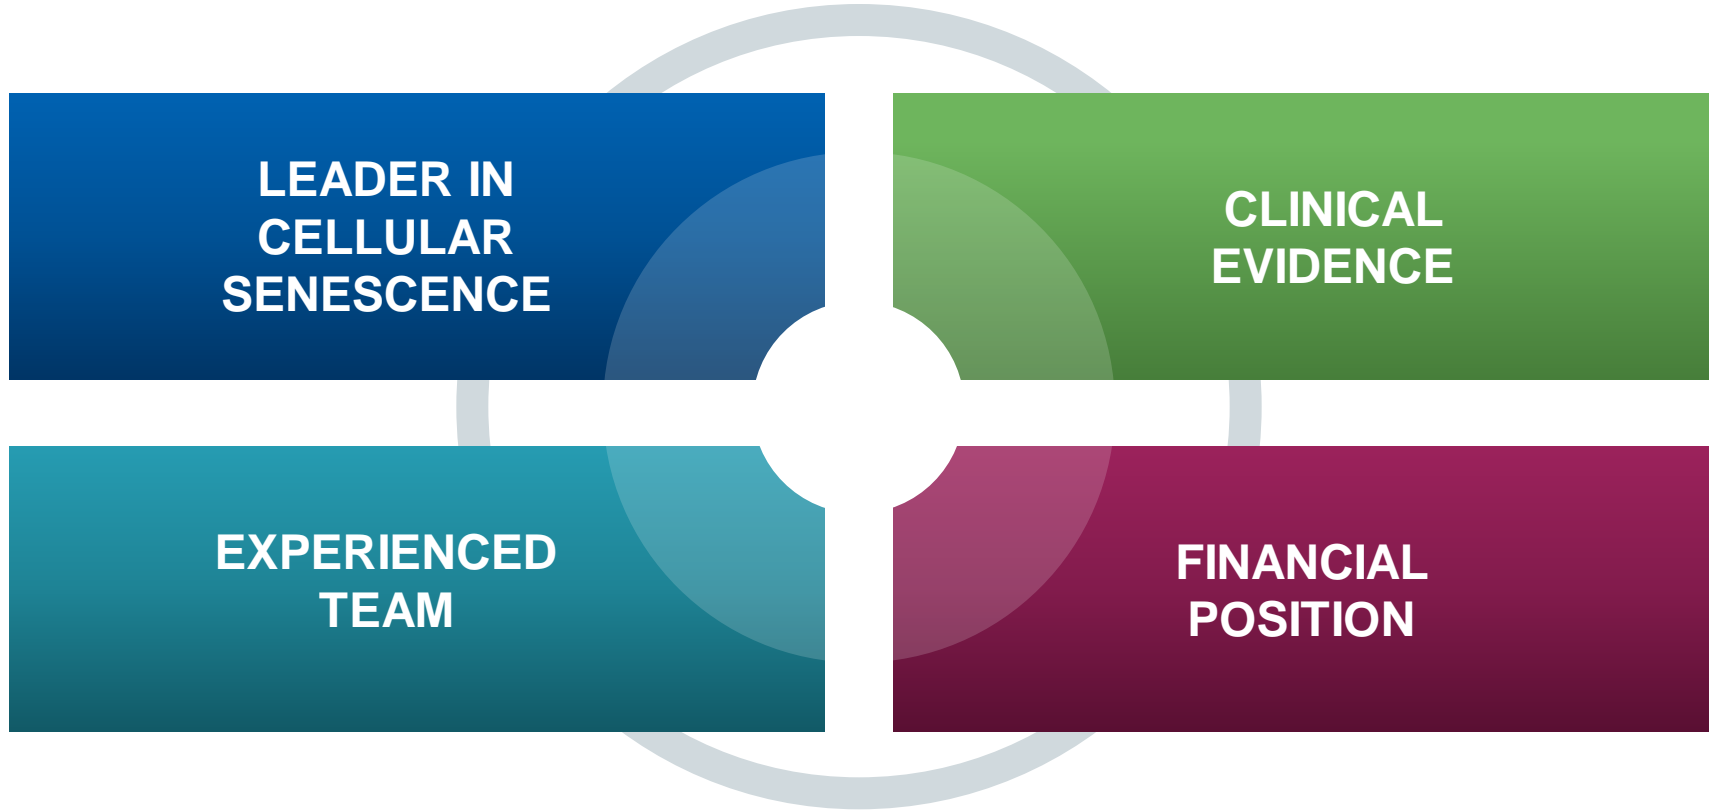 LEADER IN
CELLULAR
SENESCENCE
CLINICAL
EVIDENCE
EXPERIENCED
TEAM
FINANCIAL
POSITION